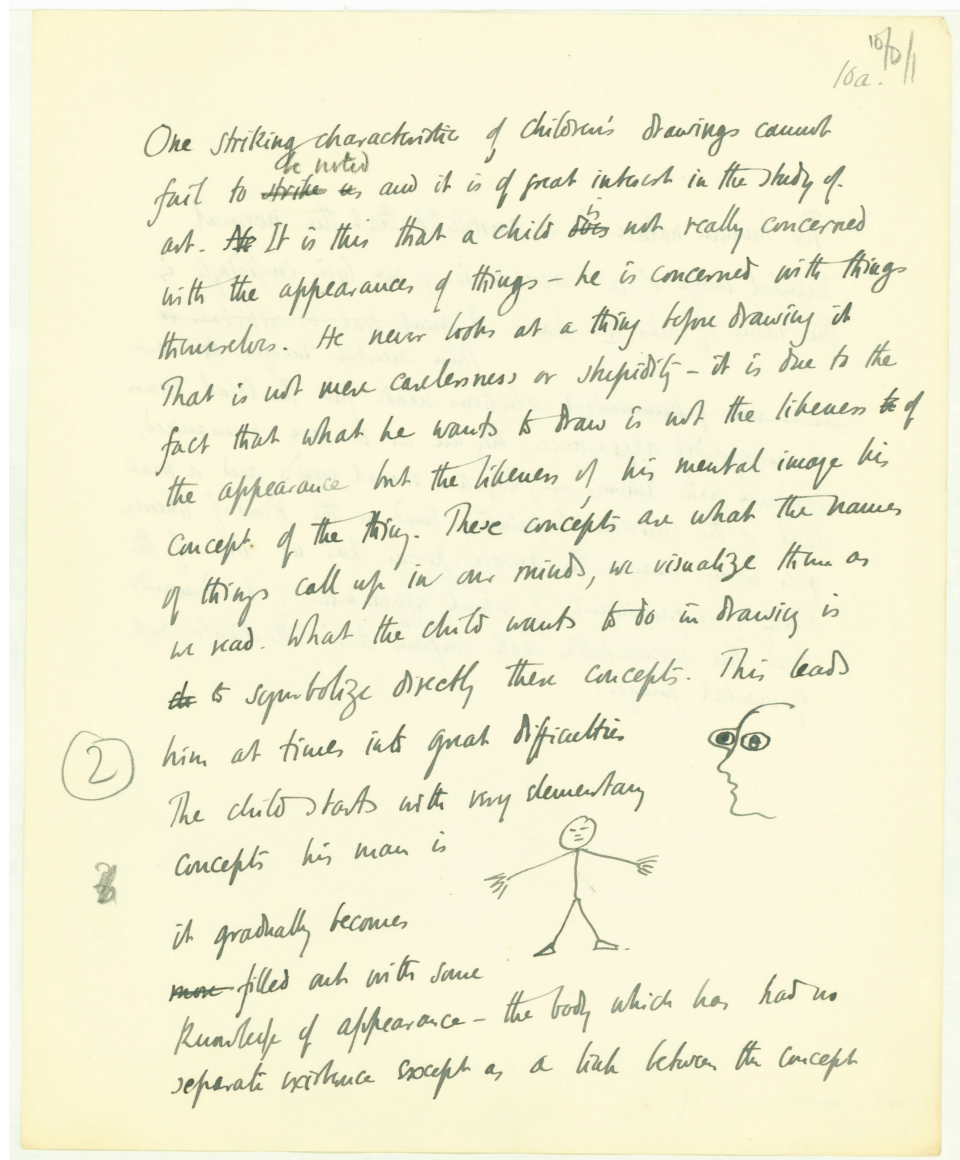 10/0/1
10a.
One striking characteristic of children's drawings cannot
be noted
fail to strike us and it is of great interest in the study of
art. It is this that a child does is not really concerned
with the appearances of things – he is concerned with things
themselves. He never looks at a thing before drawing it
That is not mere carelessness or stupidity – it is due to the
fact that what he wants to draw is not the likeness to of
the appearance but the likeness of his mental image his
concept of the thing. These concepts are what the names
of things call up in our minds, we visualize them as
we read. What the child wants to do in drawing is
to symbolize directly these concepts. This leads
2
him at times into great difficulties
The child starts with very elementary
concepts his man is
it gradually becomes
more filled out with some
Knowledge of appearance – the body which has had no
separate existence except as a link between the concept